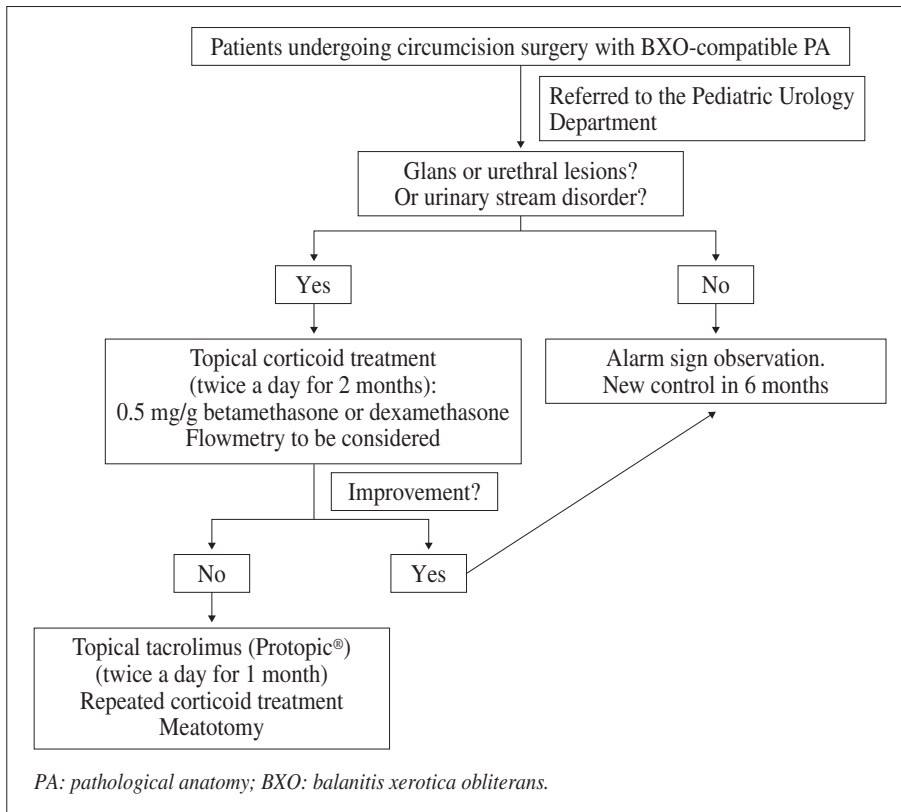 Patients undergoing circumcision surgery with BXO-compatible PA
Referred to the Pediatric Urology
Department
Glans or urethral lesions?
Or urinary stream disorder?
Yes
No
Topical corticoid treatment
(twice a day for 2 months):
0.5 mg/g betamethasone or dexamethasone
Flowmetry to be considered
Alarm sign observation.
New control in 6 months
Improvement?
No
Yes
Topical tacrolimus (Protopic®)
(twice a day for 1 month)
Repeated corticoid treatment
Meatotomy
PA: pathological anatomy; BXO: balanitis xerotica obliterans.